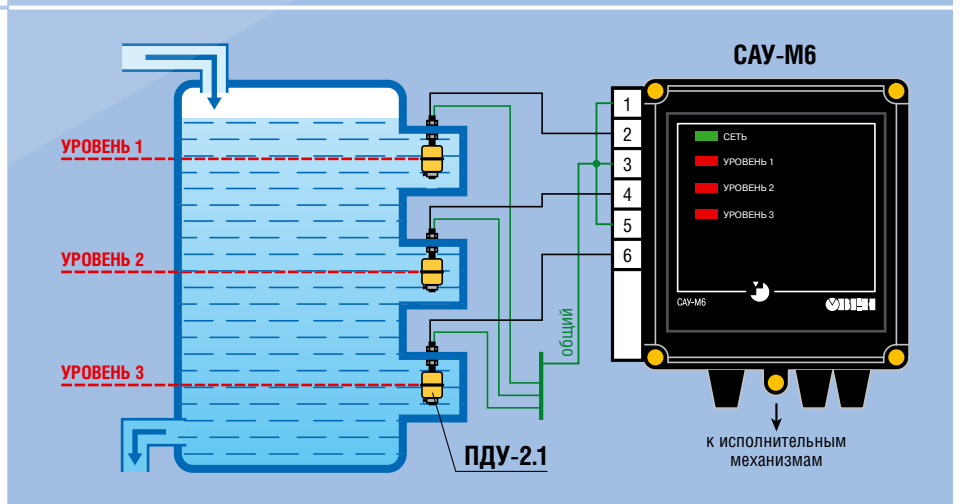 САУ-М6
1
2
3
4
5
6
СЕТЬ
УРОВЕНЬ 1
УРОВЕНЬ 2
УРОВЕНЬ 3
САУ-М6
ОВЕН
УРОВЕНЬ 1
УРОВЕНЬ 2
УРОВЕНЬ 3
общий
ПДУ-2.1
к исполнительным
механизмам